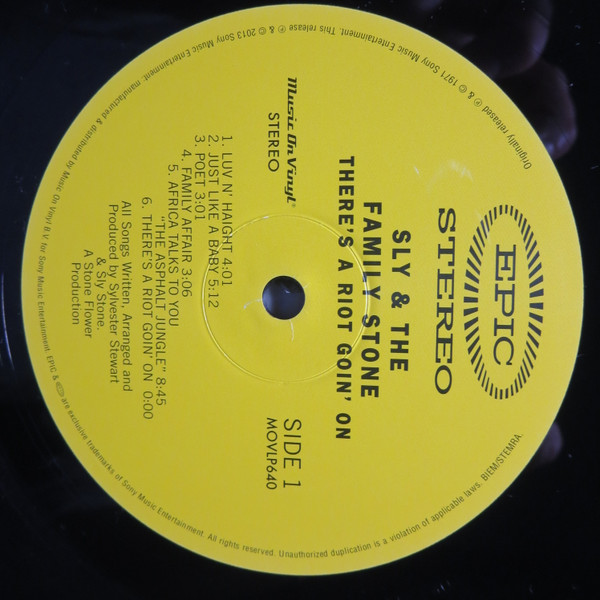 EPIC
STEREO
SLY & THE
FAMILY STONE
THERE'S A RIOT GOIN' ON
Music On Vinyl®
STEREO
SIDE 1
MOVLP640
1. LUV N' HAIGHT 4:01
2. JUST LIKE A BABY 5:12
3. POET 3:01
4. FAMILY AFFAIR 3:06
5. AFRICA TALKS TO YOU
"THE ASPHALT JUNGLE" 8:45
6. THERE'S A RIOT GOIN' ON 0:00
All Songs Written, Arranged and
Produced by Sylvester Stewart
& Sly Stone.
A Stone Flower
Production
Originally released ℗ & © 1971 Sony Music Entertainment. This release ℗ & © 2013 Sony Music Entertainment. manufactured & distributed by Music On Vinyl B.V. for Sony Music Entertainment. EPIC & are exclusive trademarks of Sony Music Entertainment. All rights reserved. Unauthorized duplication is a violation of applicable laws. BIEM/STEMRA.